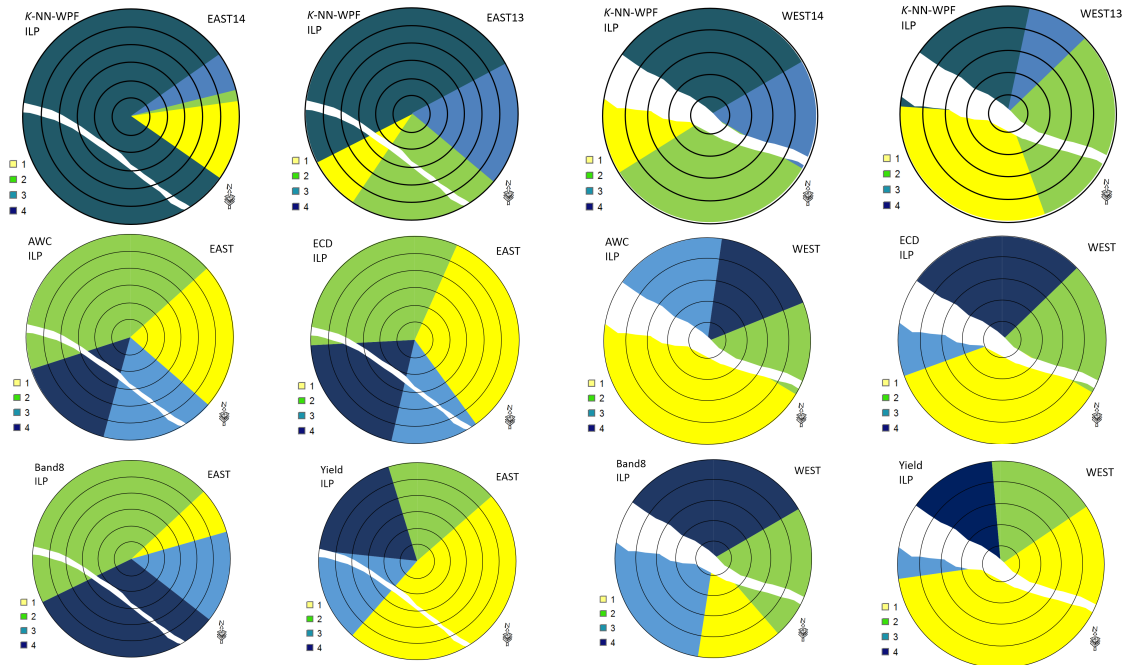 K-NN-WPF
ILP
EAST14
1
2
3
4
N
K-NN-WPF
ILP
EAST13
1
2
3
4
N
K-NN-WPF
ILP
WEST14
1
2
3
4
N
K-NN-WPF
ILP
WEST13
1
2
3
4
N
AWC
ILP
EAST
1
2
3
4
N
ECD
ILP
EAST
1
2
3
4
N
AWC
ILP
WEST
1
2
3
4
N
ECD
ILP
WEST
1
2
3
4
N
Band8
ILP
EAST
1
2
3
4
N
Yield
ILP
EAST
1
2
3
4
N
Band8
ILP
WEST
1
2
3
4
N
Yield
ILP
WEST
1
2
3
4
N